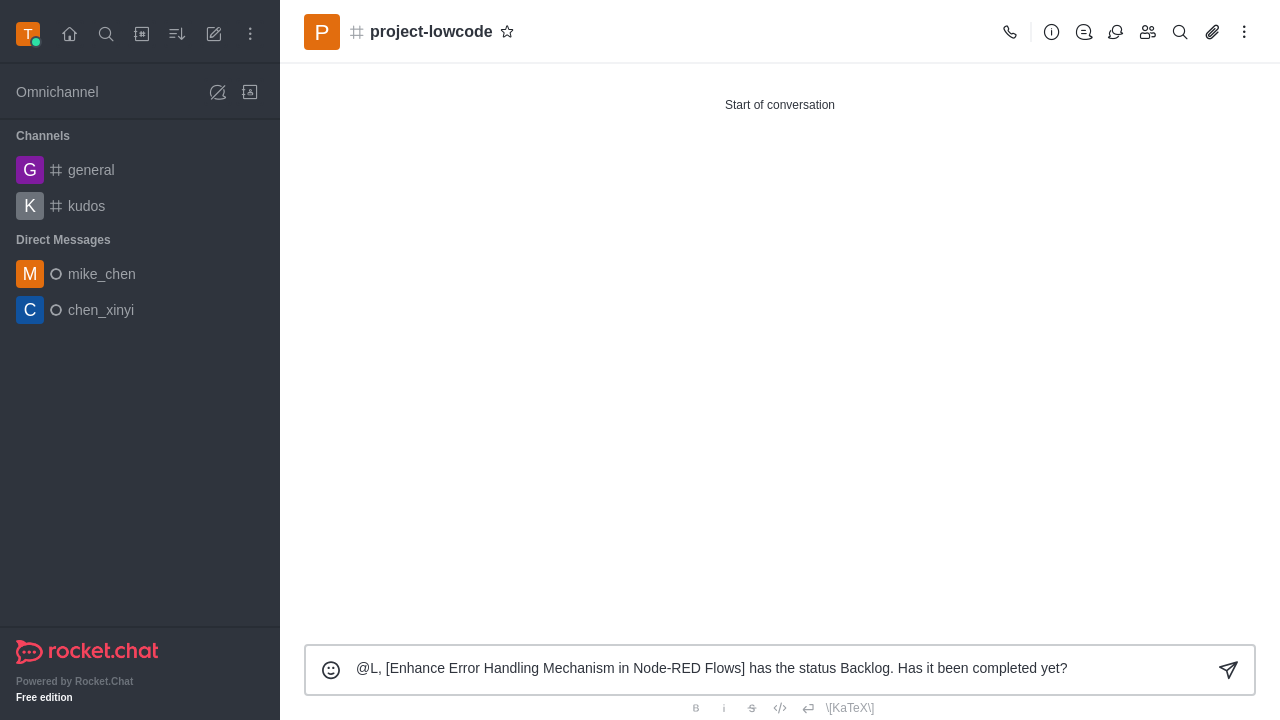 T
Omnichannel
Channels
G general
K kudos
Direct Messages
M mike_chen
C chen_xinyi
rocket.chat
Powered by Rocket.Chat
Free edition
P project-lowcode
Start of conversation
@L, [Enhance Error Handling Mechanism in Node-RED Flows] has the status Backlog. Has it been completed yet?
B i S \[KaTeX\]